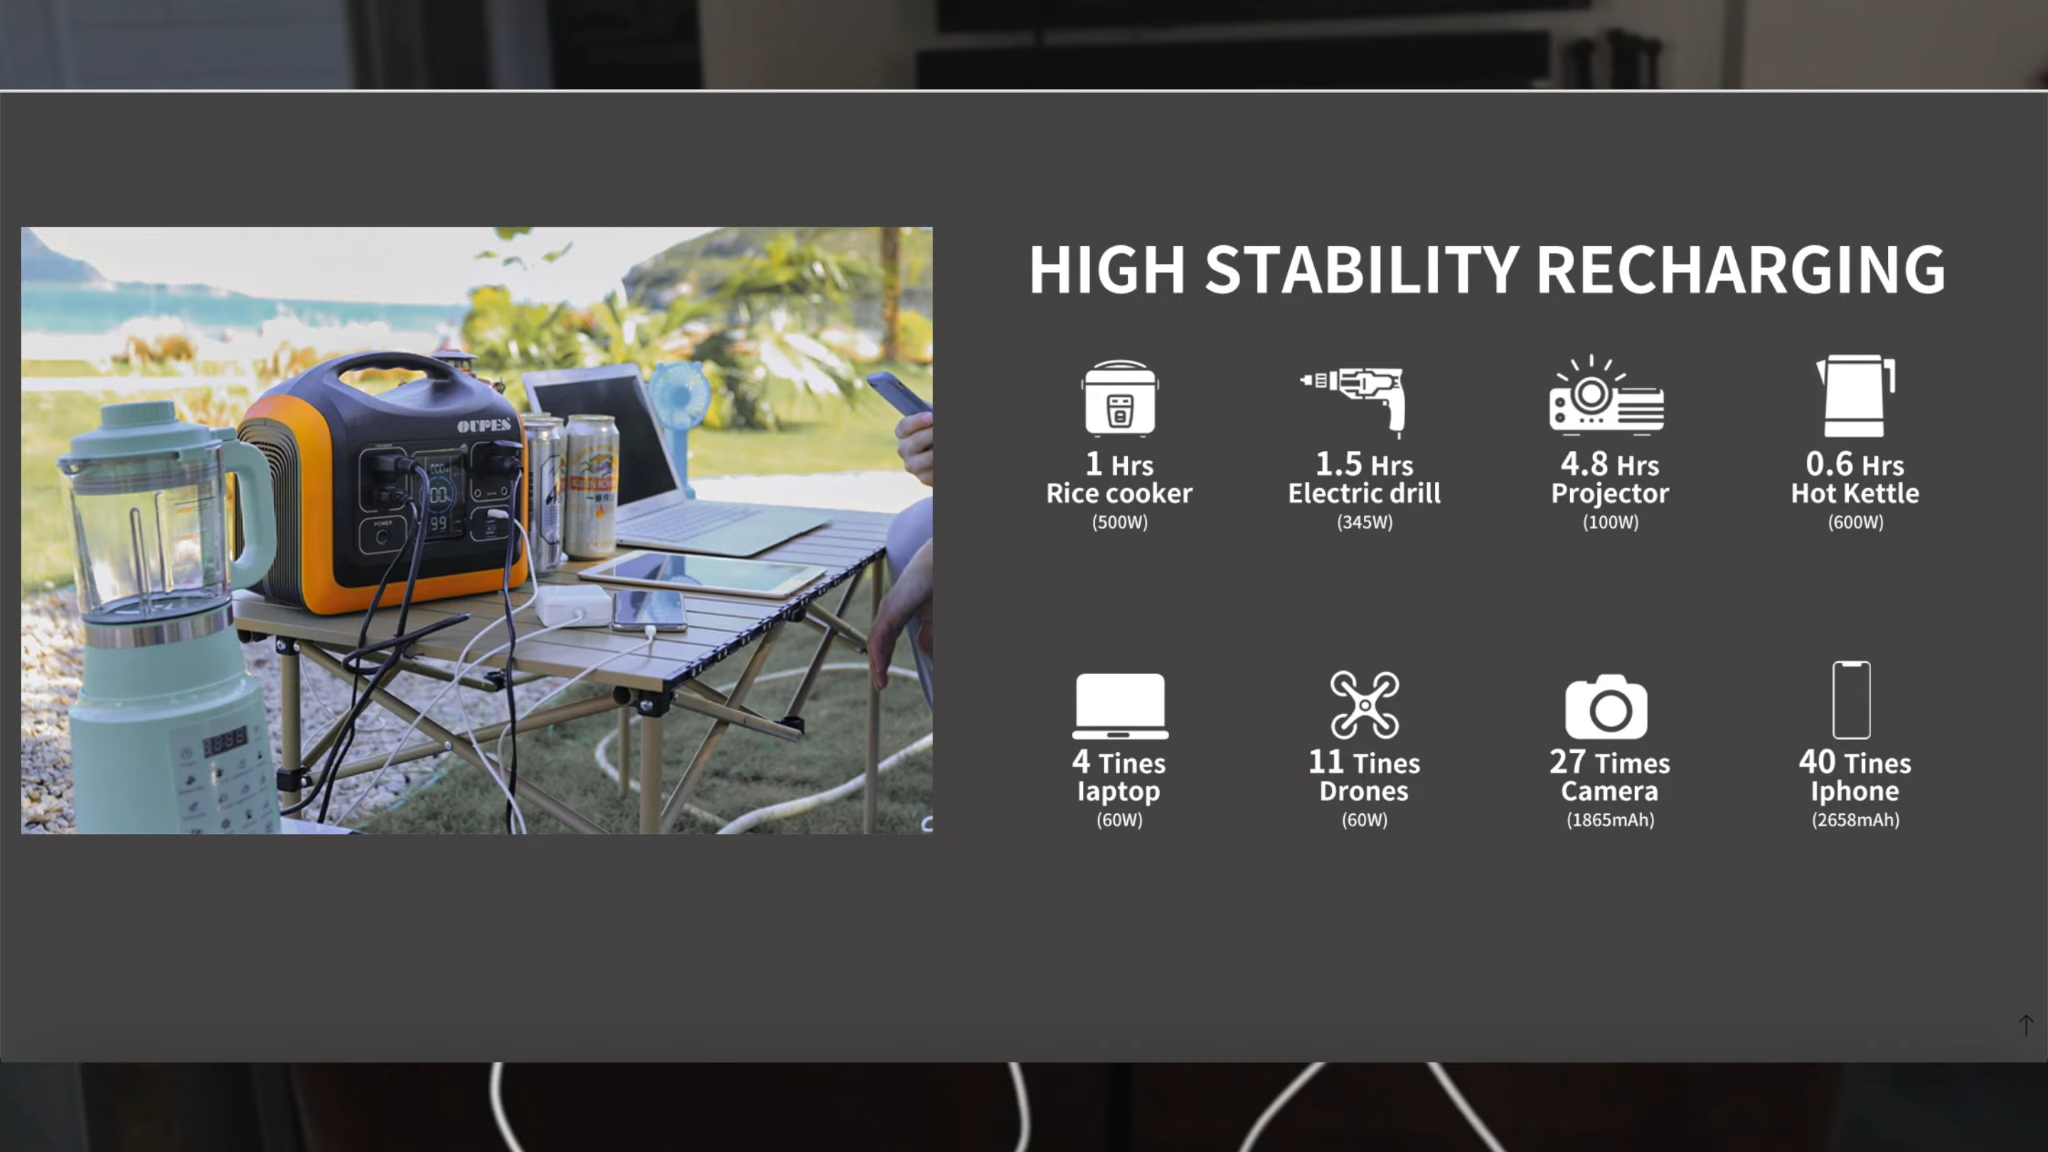 HIGH STABILITY RECHARGING
OUPES
1 Hrs
Rice cooker
(500W)
1.5 Hrs
Electric drill
(345W)
4.8 Hrs
Projector
(100W)
0.6 Hrs
Hot Kettle
(600W)
POWER
99
4 Tines
laptop
(60W)
11 Tines
Drones
(60W)
27 Times
Camera
(1865mAh)
40 Tines
Iphone
(2658mAh)